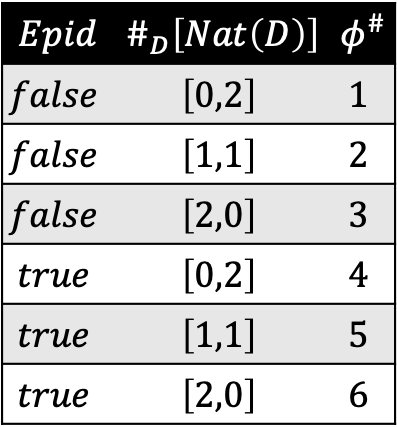 Epid #D[Nat(D)] ϕ#
false [0,2] 1
false [1,1] 2
false [2,0] 3
true [0,2] 4
true [1,1] 5
true [2,0] 6